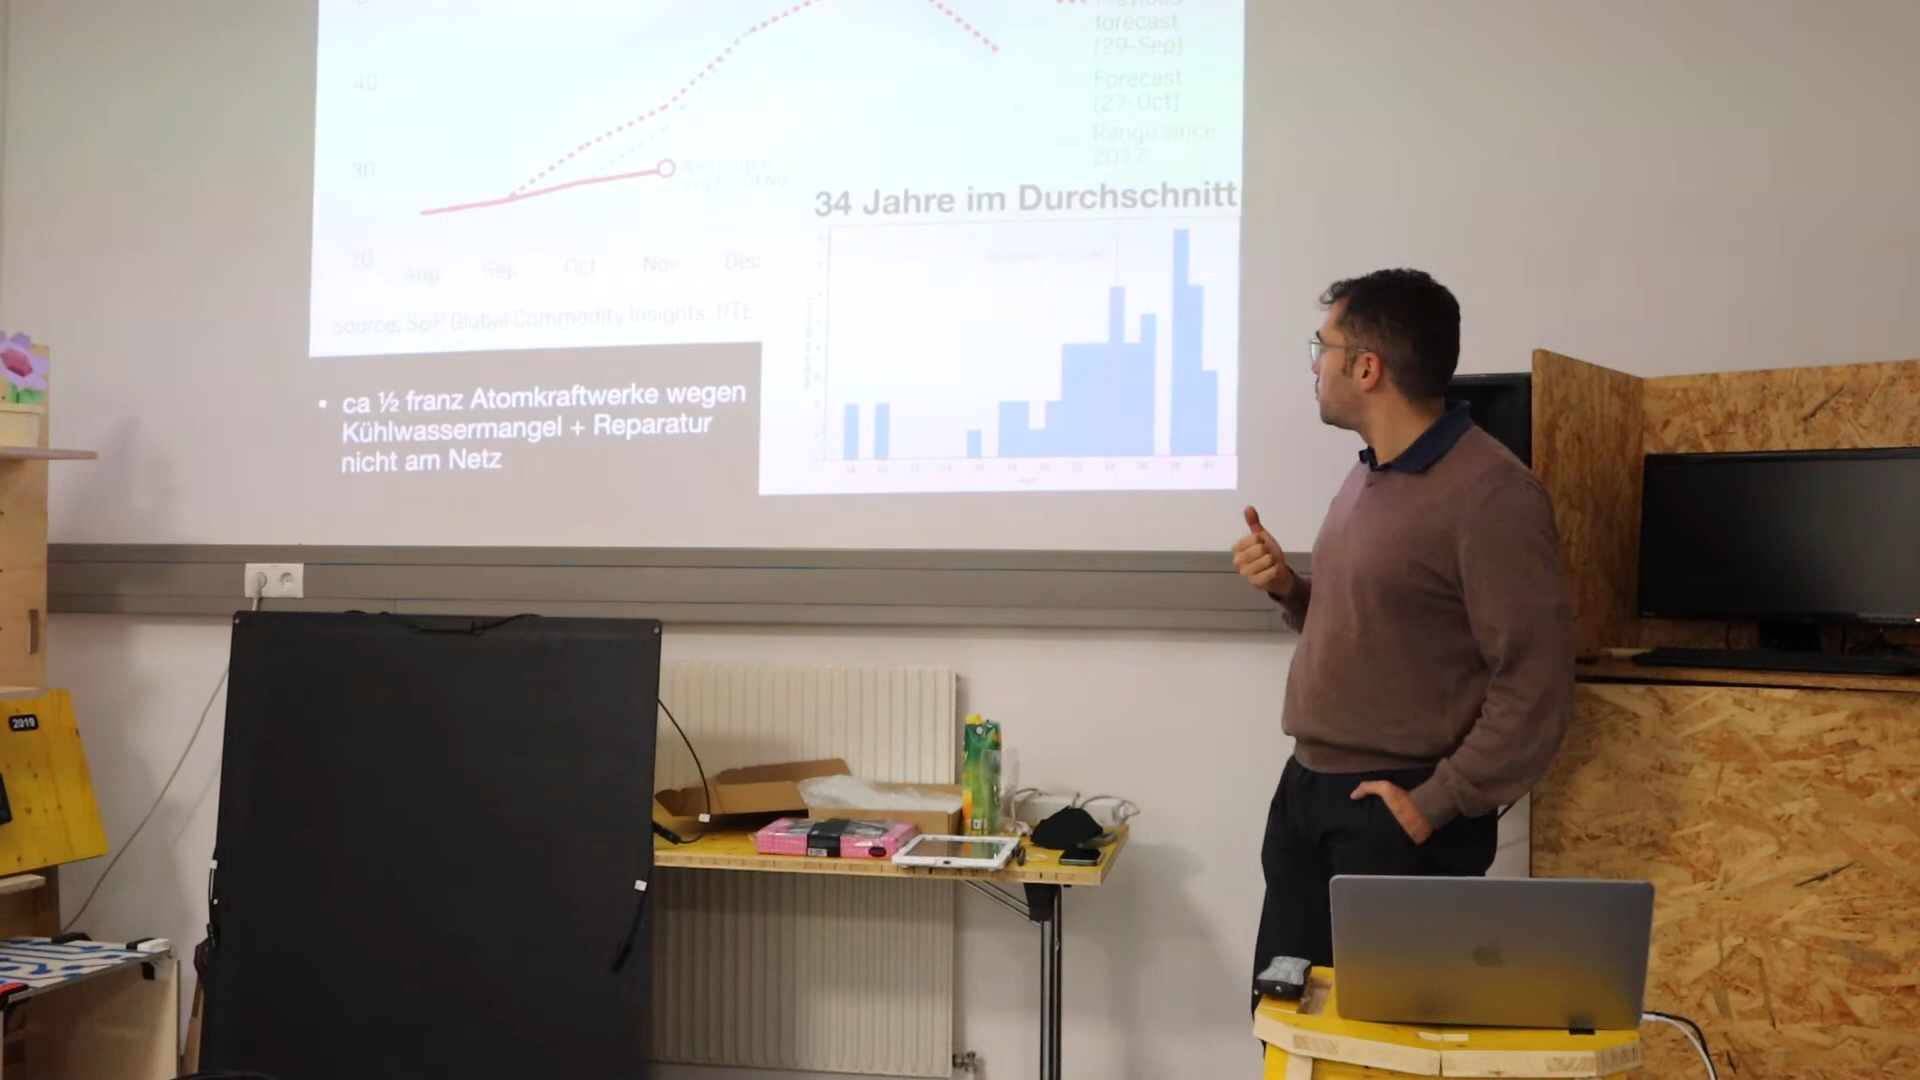 forecast
(29-Sep)
40
Forecast
(27-Oct)
Range since
2017
30
34 Jahre im Durchschnitt
20
Aug Sep Oct Nov Dec
Source: S&P Global Commodity Insights, RTE
• ca ½ franz Atomkraftwerke wegen
Kühlwassermangel + Reparatur
nicht am Netz
2019